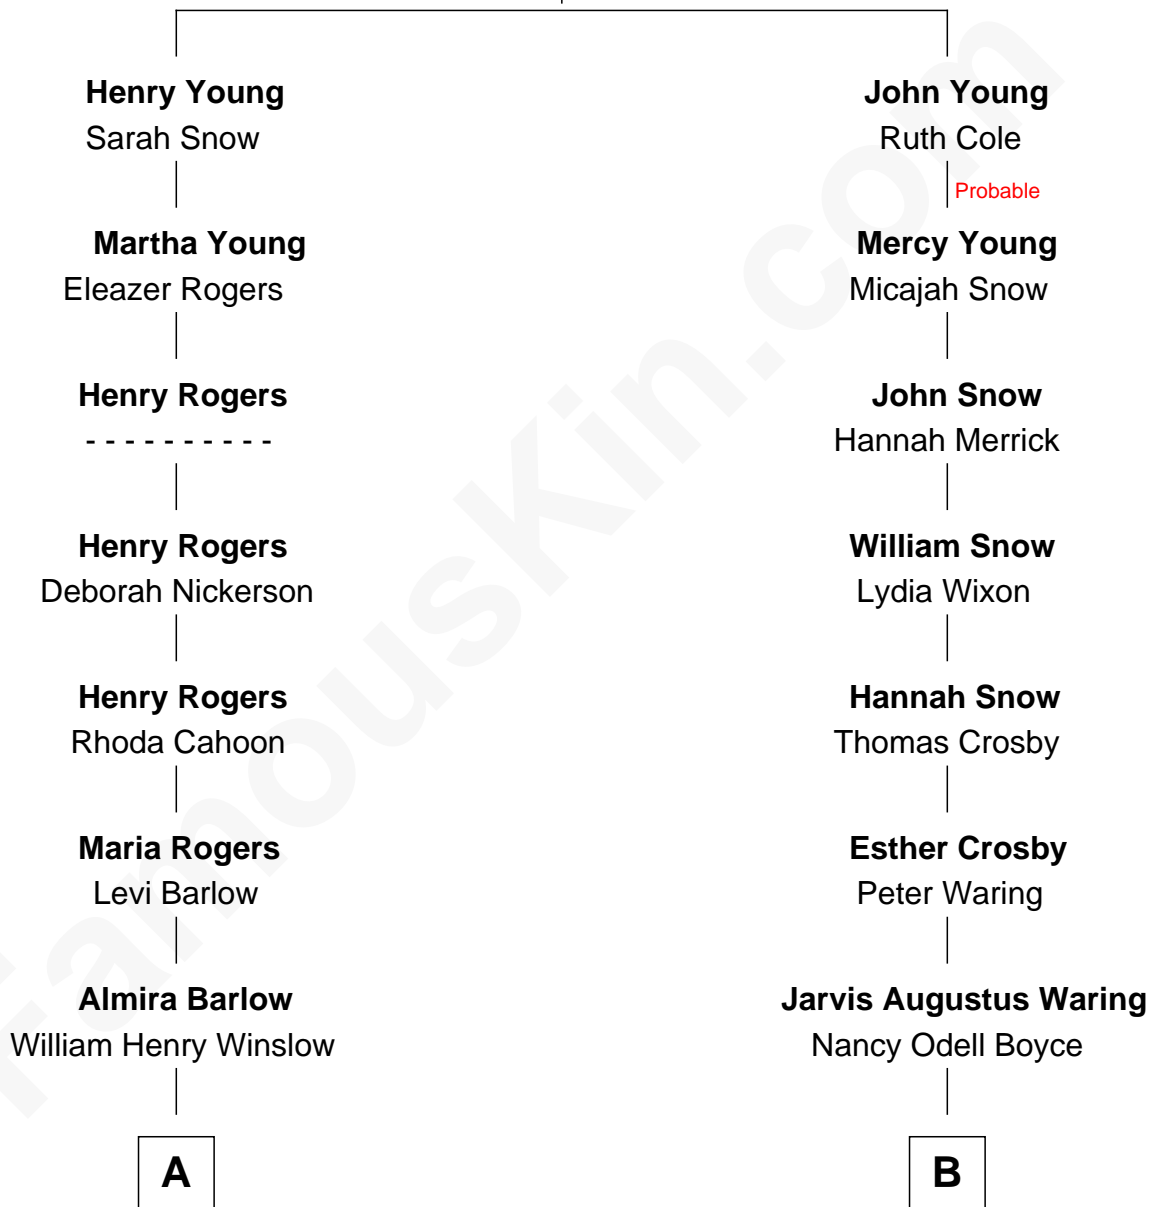 Henry Young
Sarah Snow
John Young
Ruth Cole
Probable
Martha Young
Eleazer Rogers
Mercy Young
Micajah Snow
Henry Rogers
- - - - - - - - - -
John Snow
Hannah Merrick
Henry Rogers
Deborah Nickerson
William Snow
Lydia Wixon
Henry Rogers
Rhoda Cahoon
Hannah Snow
Thomas Crosby
Maria Rogers
Levi Barlow
Esther Crosby
Peter Waring
Almira Barlow
William Henry Winslow
Jarvis Augustus Waring
Nancy Odell Boyce
A
B
FamousKin.com